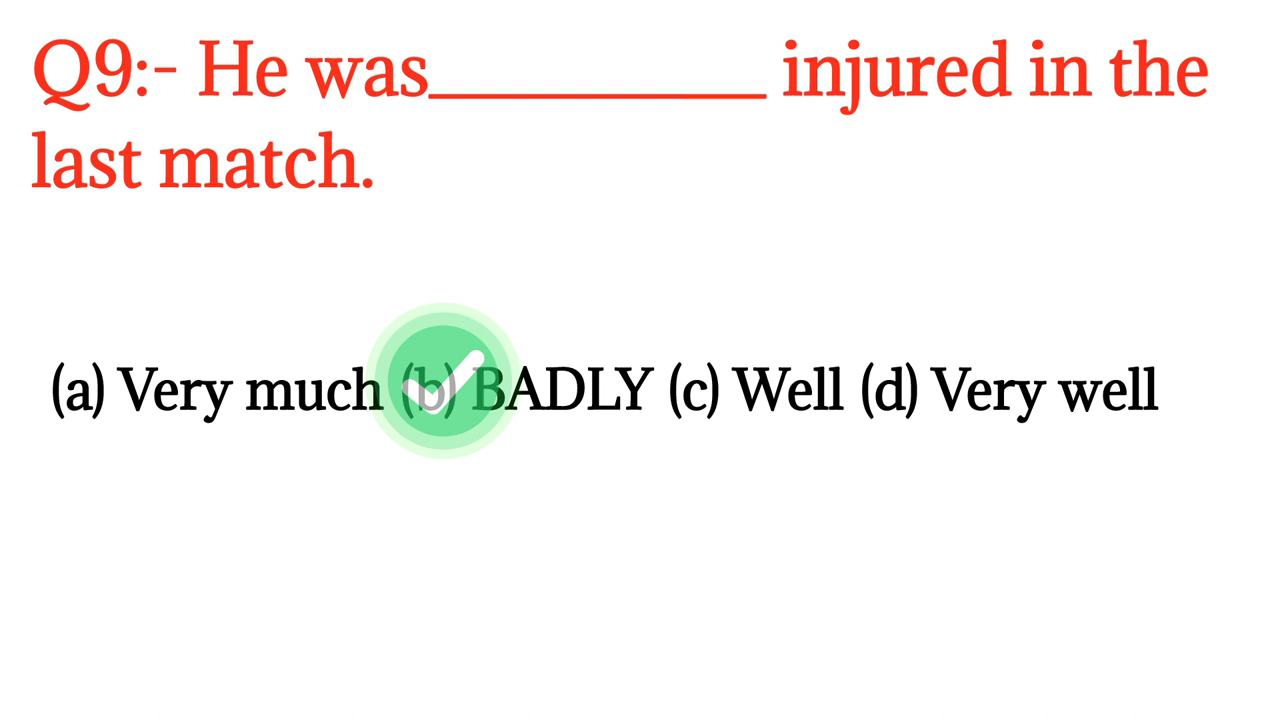 Q9:- He was__________ injured in the
last match.
(a) Very much (b) BADLY (c) Well (d) Very well